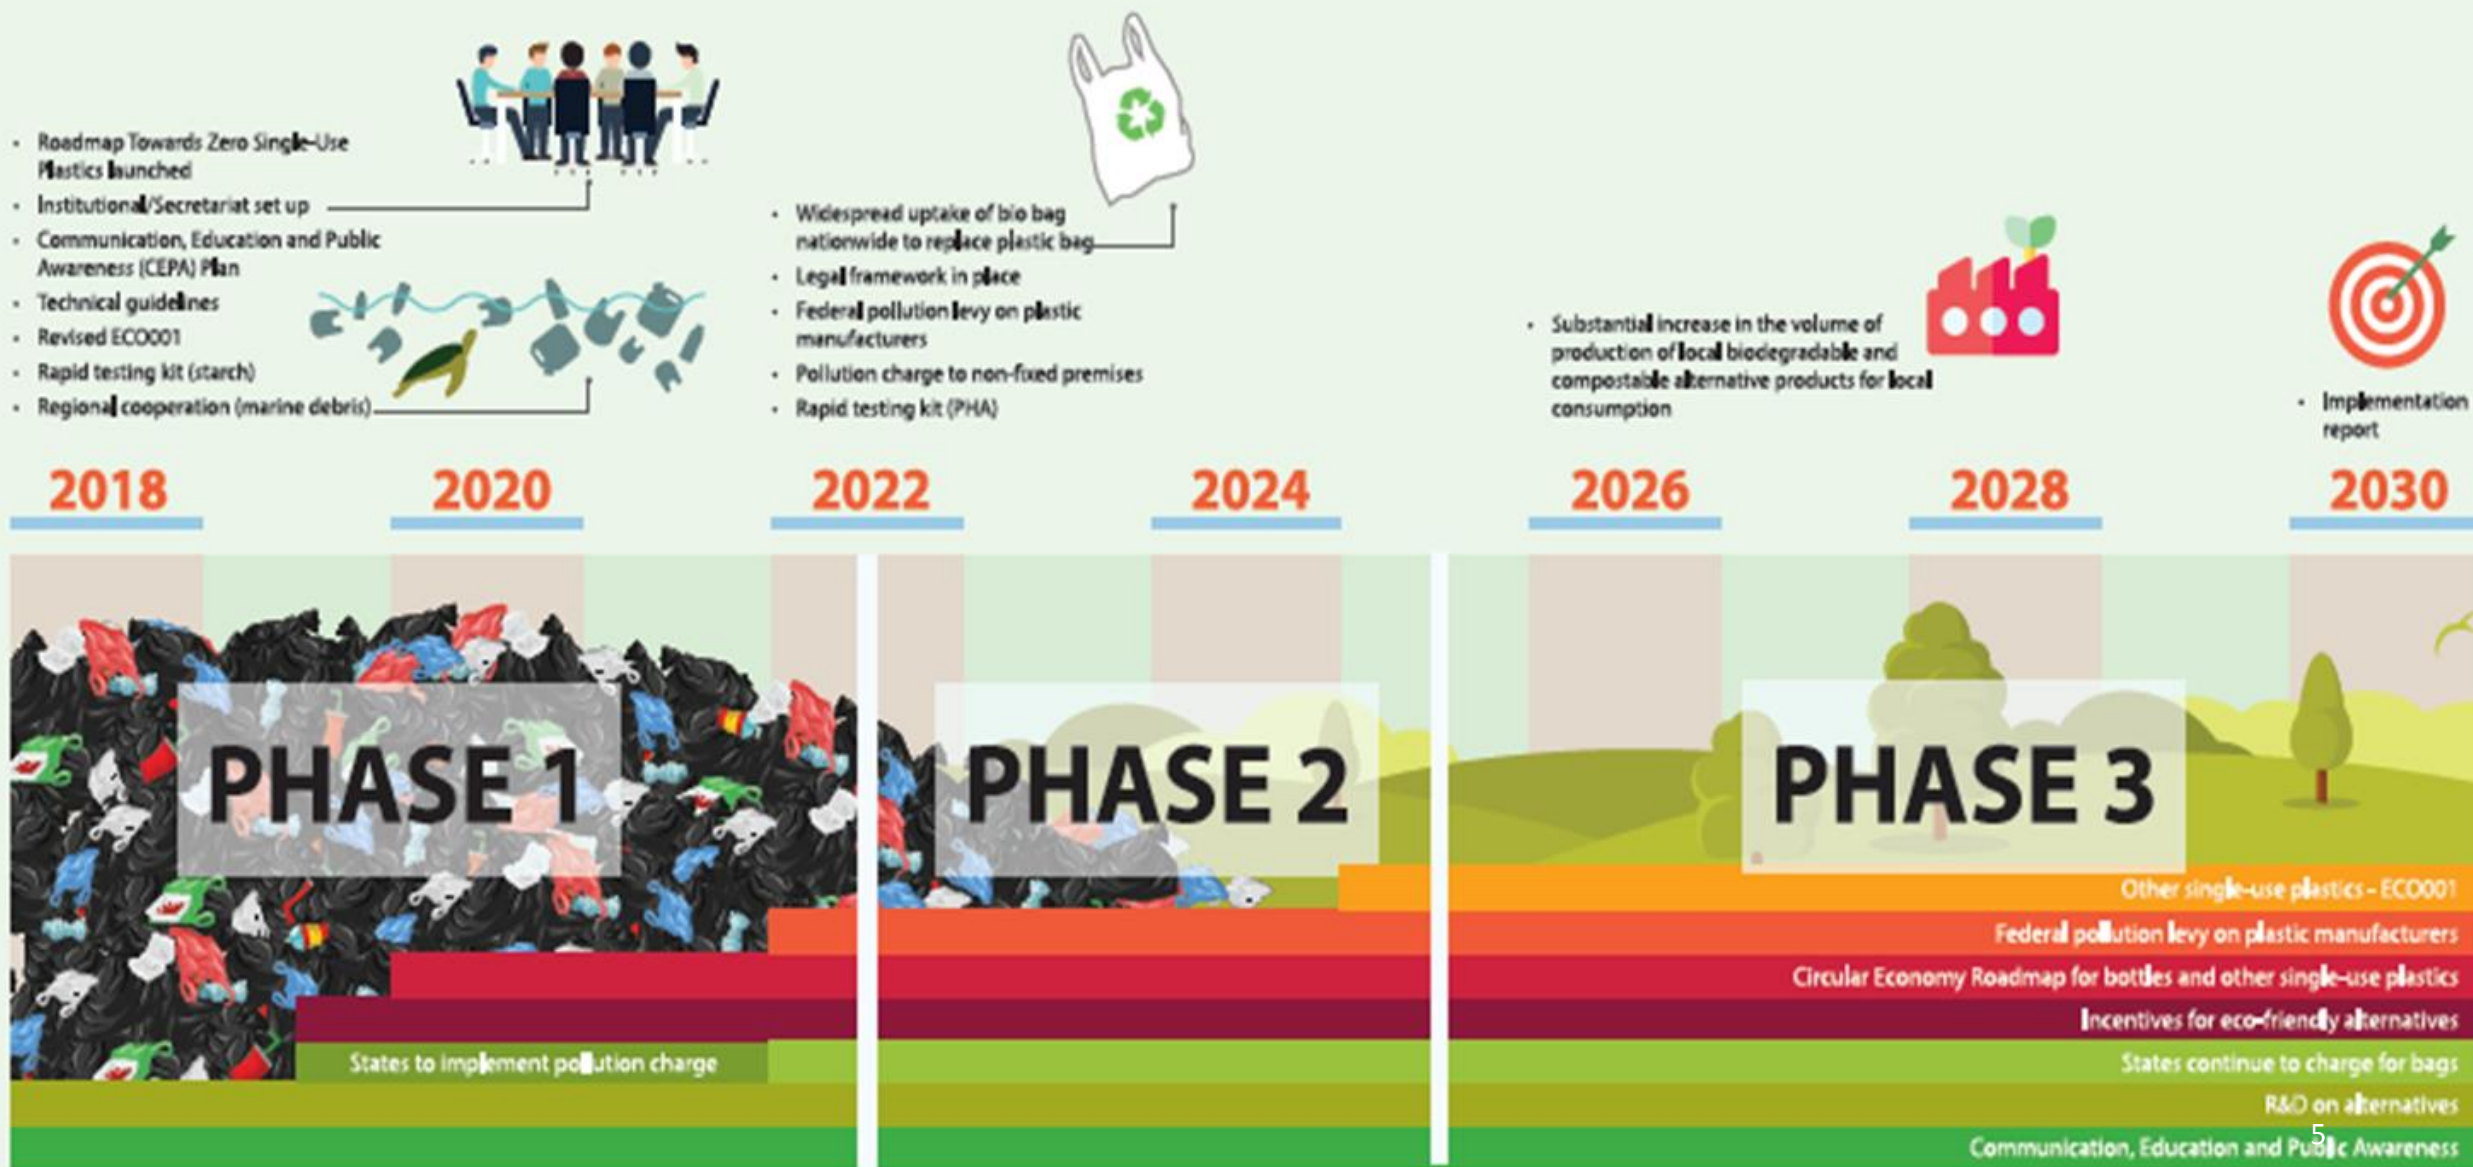 • Roadmap Towards Zero Single-Use
Plastics launched
• Institutional/Secretariat set up
• Communication, Education and Public
Awareness (CEPA) Plan
• Technical guidelines
• Revised ECO001
• Rapid testing kit (starch)
• Regional cooperation (marine debris)
• Widespread uptake of bio bag
nationwide to replace plastic bag
• Legal framework in place
• Federal pollution levy on plastic
manufacturers
• Pollution charge to non-fixed premises
• Rapid testing kit (PHA)
• Substantial increase in the volume of
production of local biodegradable and
compostable alternative products for local
consumption
• Implementation
report
2018
2020
2022
2024
2026
2028
2030
PHASE 1
PHASE 2
PHASE 3
Other single-use plastics - ECO001
Federal pollution levy on plastic manufacturers
Circular Economy Roadmap for bottles and other single-use plastics
Incentives for eco-friendly alternatives
States to implement pollution charge
States continue to charge for bags
R&D on alternatives
Communication, Education and Public Awareness
5